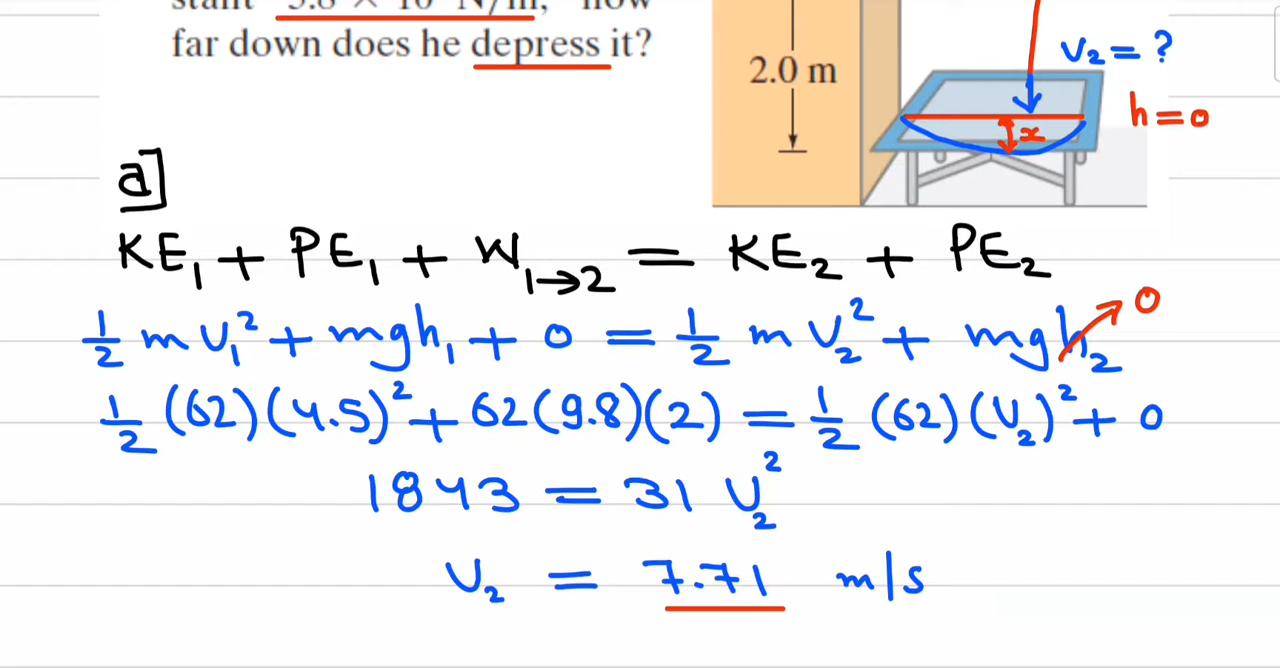 far down does he depress it?
2.0 m
V₂ = ?
h = 0
x
a]
KE₁ + PE₁ + W₁→₂ = KE₂ + PE₂
½ m v₁² + mgh₁ + 0 = ½ m v₂² + mgh₂ 0
½ (62)(4.5)² + 62(9.8)(2) = ½ (62)(V₂)² + 0
1843 = 31 V₂²
V₂ = 7.71 m/s